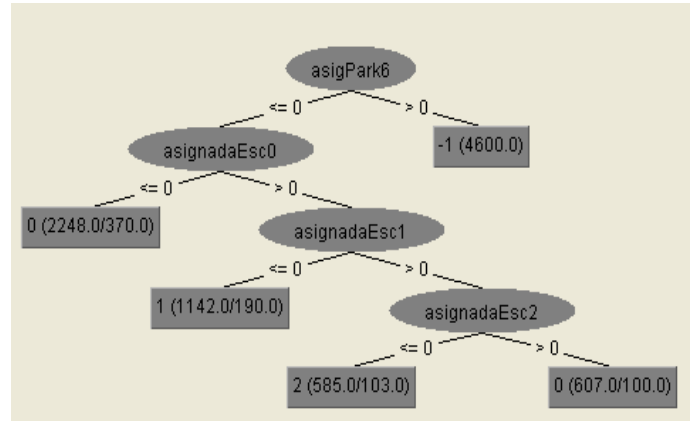 asigPark6
<= 0 > 0
asignadaEsc0 -1 (4600.0)
<= 0 > 0
0 (2248.0/370.0) asignadaEsc1
<= 0 > 0
1 (1142.0/190.0) asignadaEsc2
<= 0 > 0
2 (585.0/103.0) 0 (607.0/100.0)